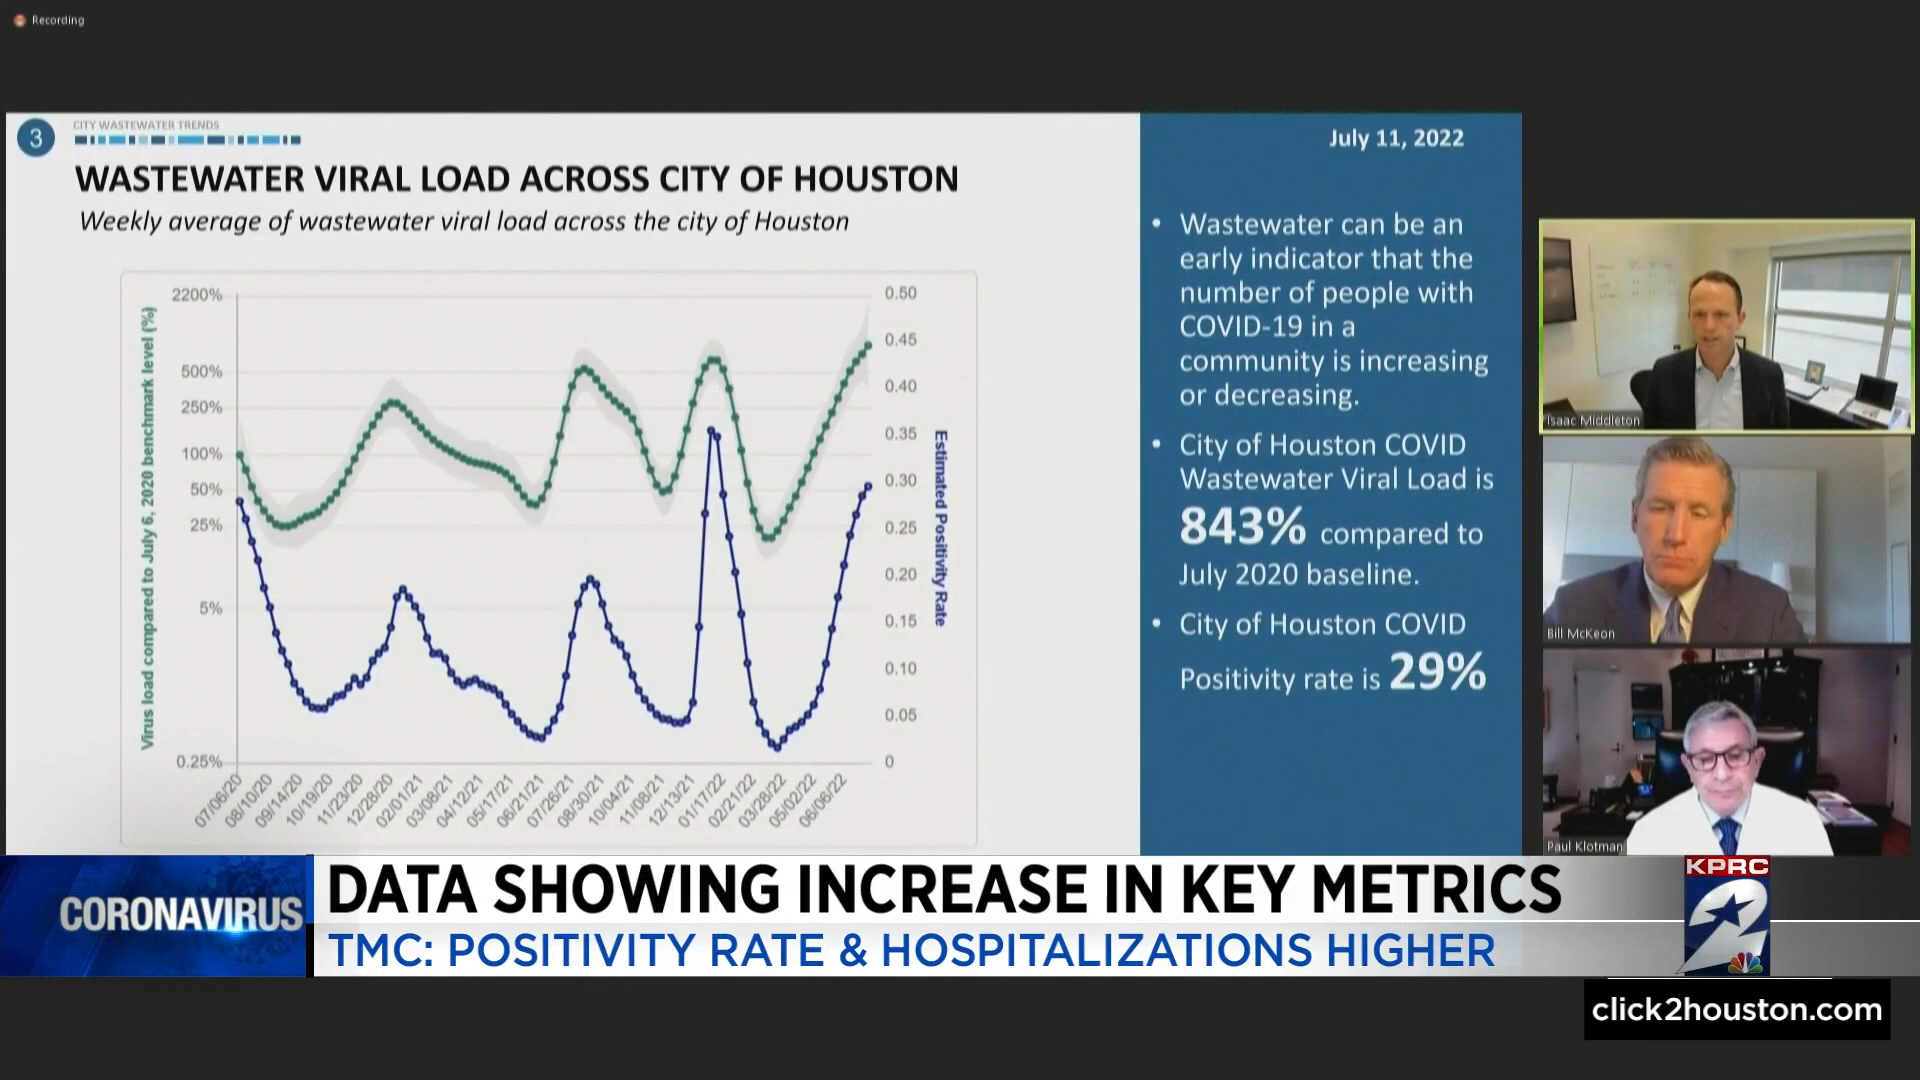 Recording
3
CITY WASTEWATER TRENDS
WASTEWATER VIRAL LOAD ACROSS CITY OF HOUSTON
Weekly average of wastewater viral load across the city of Houston
Virus load compared to July 6, 2020 benchmark level (%)
2200%
500%
250%
100%
50%
25%
5%
0.25%
0.50
0.45
0.40
0.35
0.30
0.25
0.20
0.15
0.10
0.05
0
Estimated Positivity Rate
07/06/20
08/10/20
09/14/20
10/19/20
11/23/20
12/28/20
02/01/21
03/08/21
04/12/21
05/17/21
06/21/21
07/26/21
08/30/21
10/04/21
11/08/21
12/13/21
01/17/22
02/21/22
03/28/22
05/02/22
06/06/22
July 11, 2022
• Wastewater can be an
early indicator that the
number of people with
COVID-19 in a
community is increasing
or decreasing.
• City of Houston COVID
Wastewater Viral Load is
843% compared to
July 2020 baseline.
• City of Houston COVID
Positivity rate is 29%
Isaac Middleton
Bill McKeon
Paul Klotman
CORONAVIRUS
DATA SHOWING INCREASE IN KEY METRICS
TMC: POSITIVITY RATE & HOSPITALIZATIONS HIGHER
KPRC
2
click2houston.com